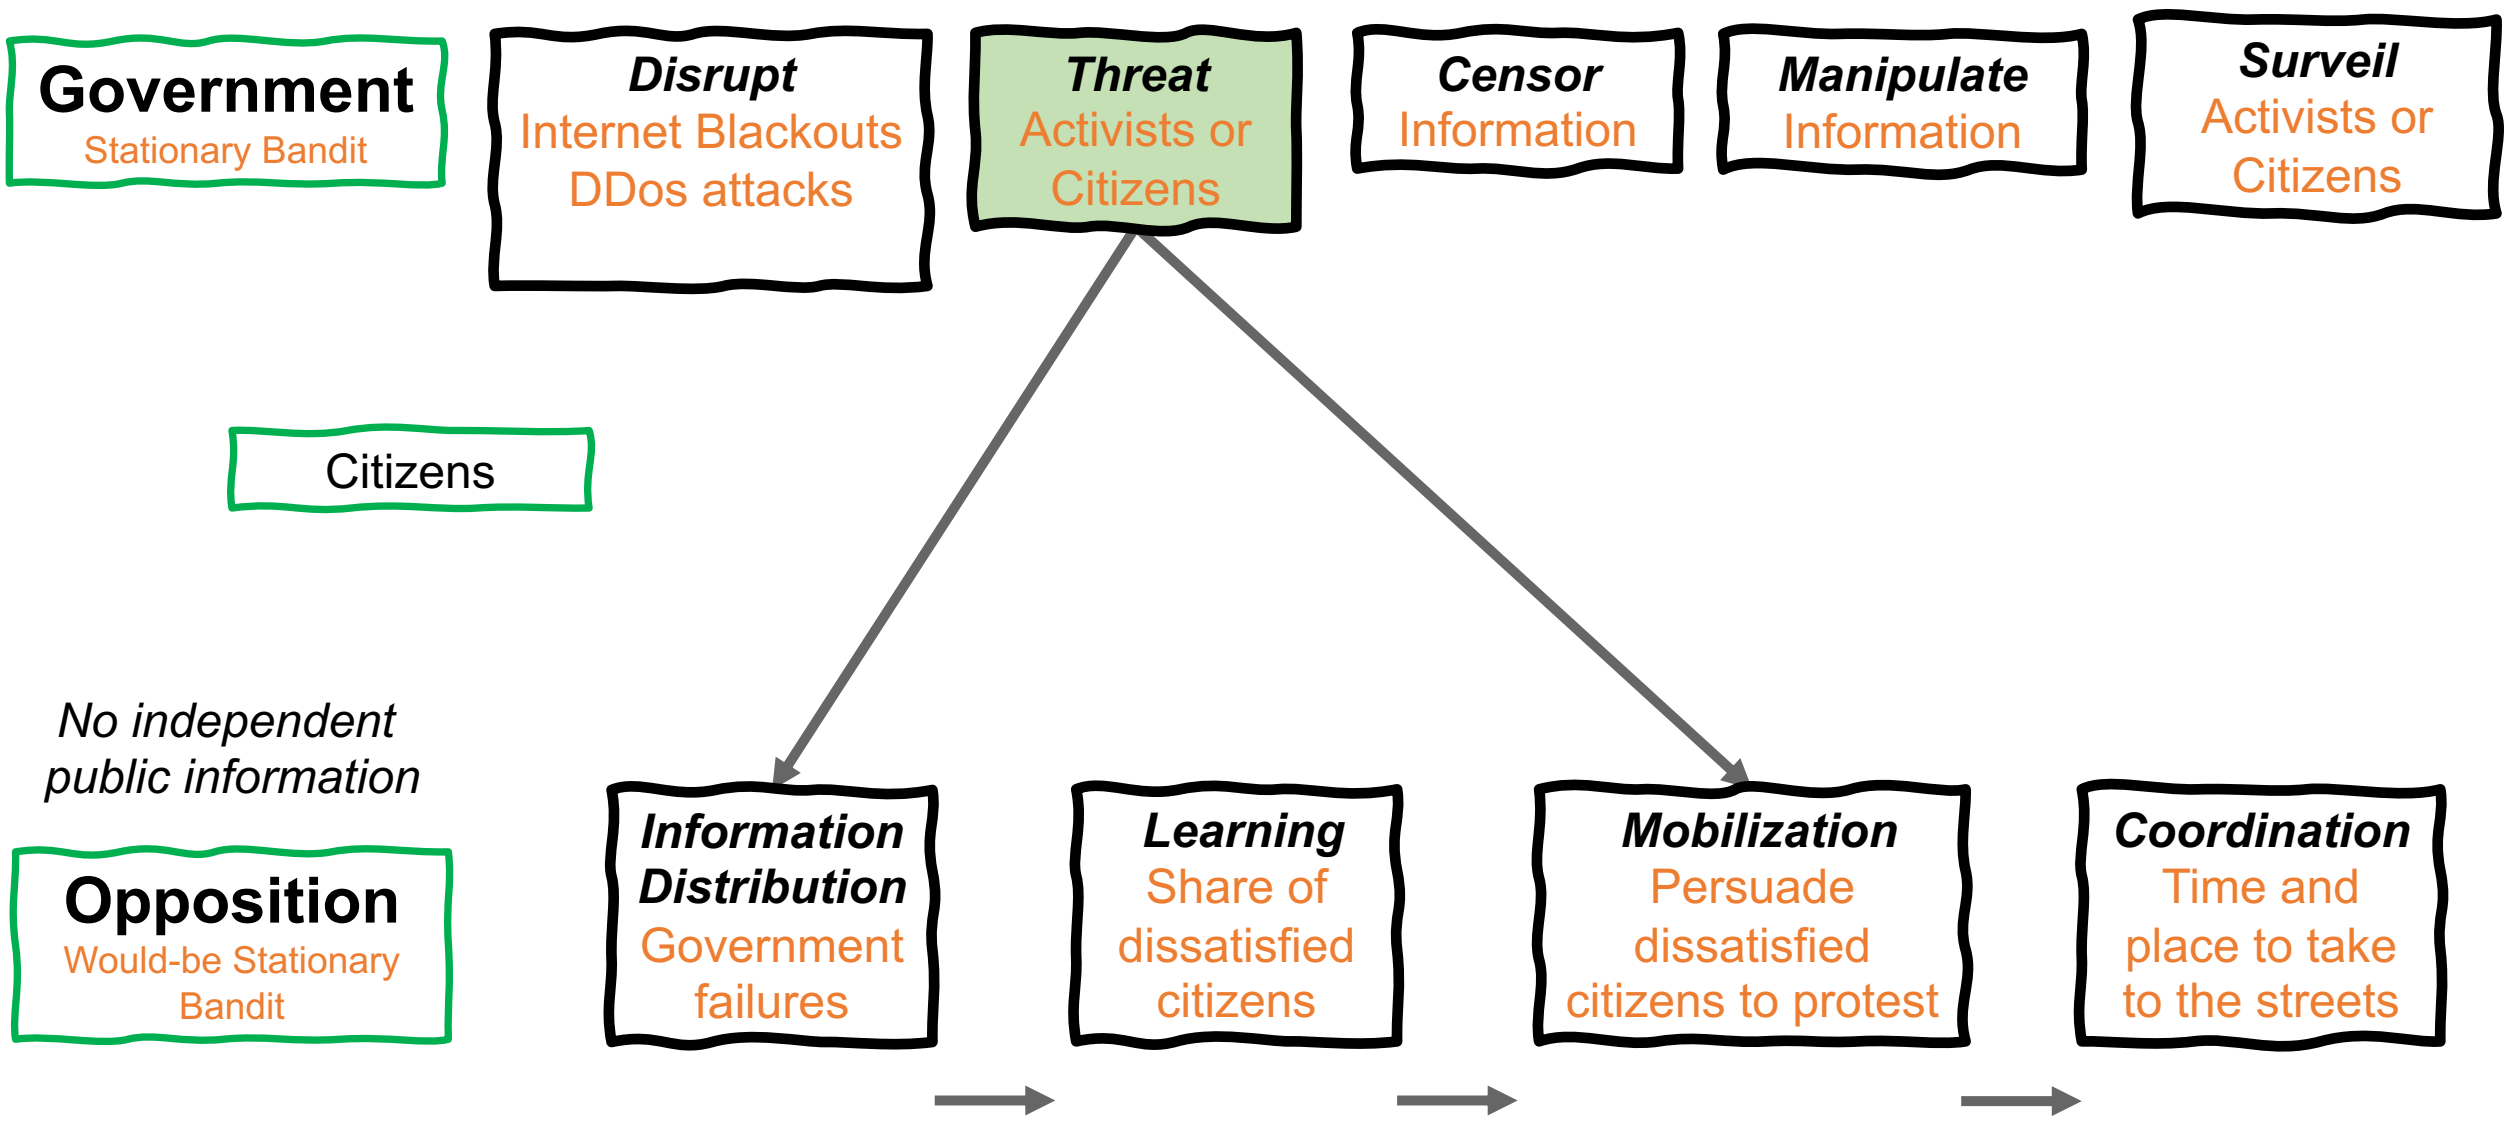 Government
Stationary Bandit
Disrupt
Internet Blackouts
DDos attacks
Threat
Activists or
Citizens
Censor
Information
Manipulate
Information
Surveil
Activists or
Citizens
Citizens
No independent
public information
Opposition
Would-be Stationary
Bandit
Information
Distribution
Government
failures
Learning
Share of
dissatisfied
citizens
Mobilization
Persuade
dissatisfied
citizens to protest
Coordination
Time and
place to take
to the streets